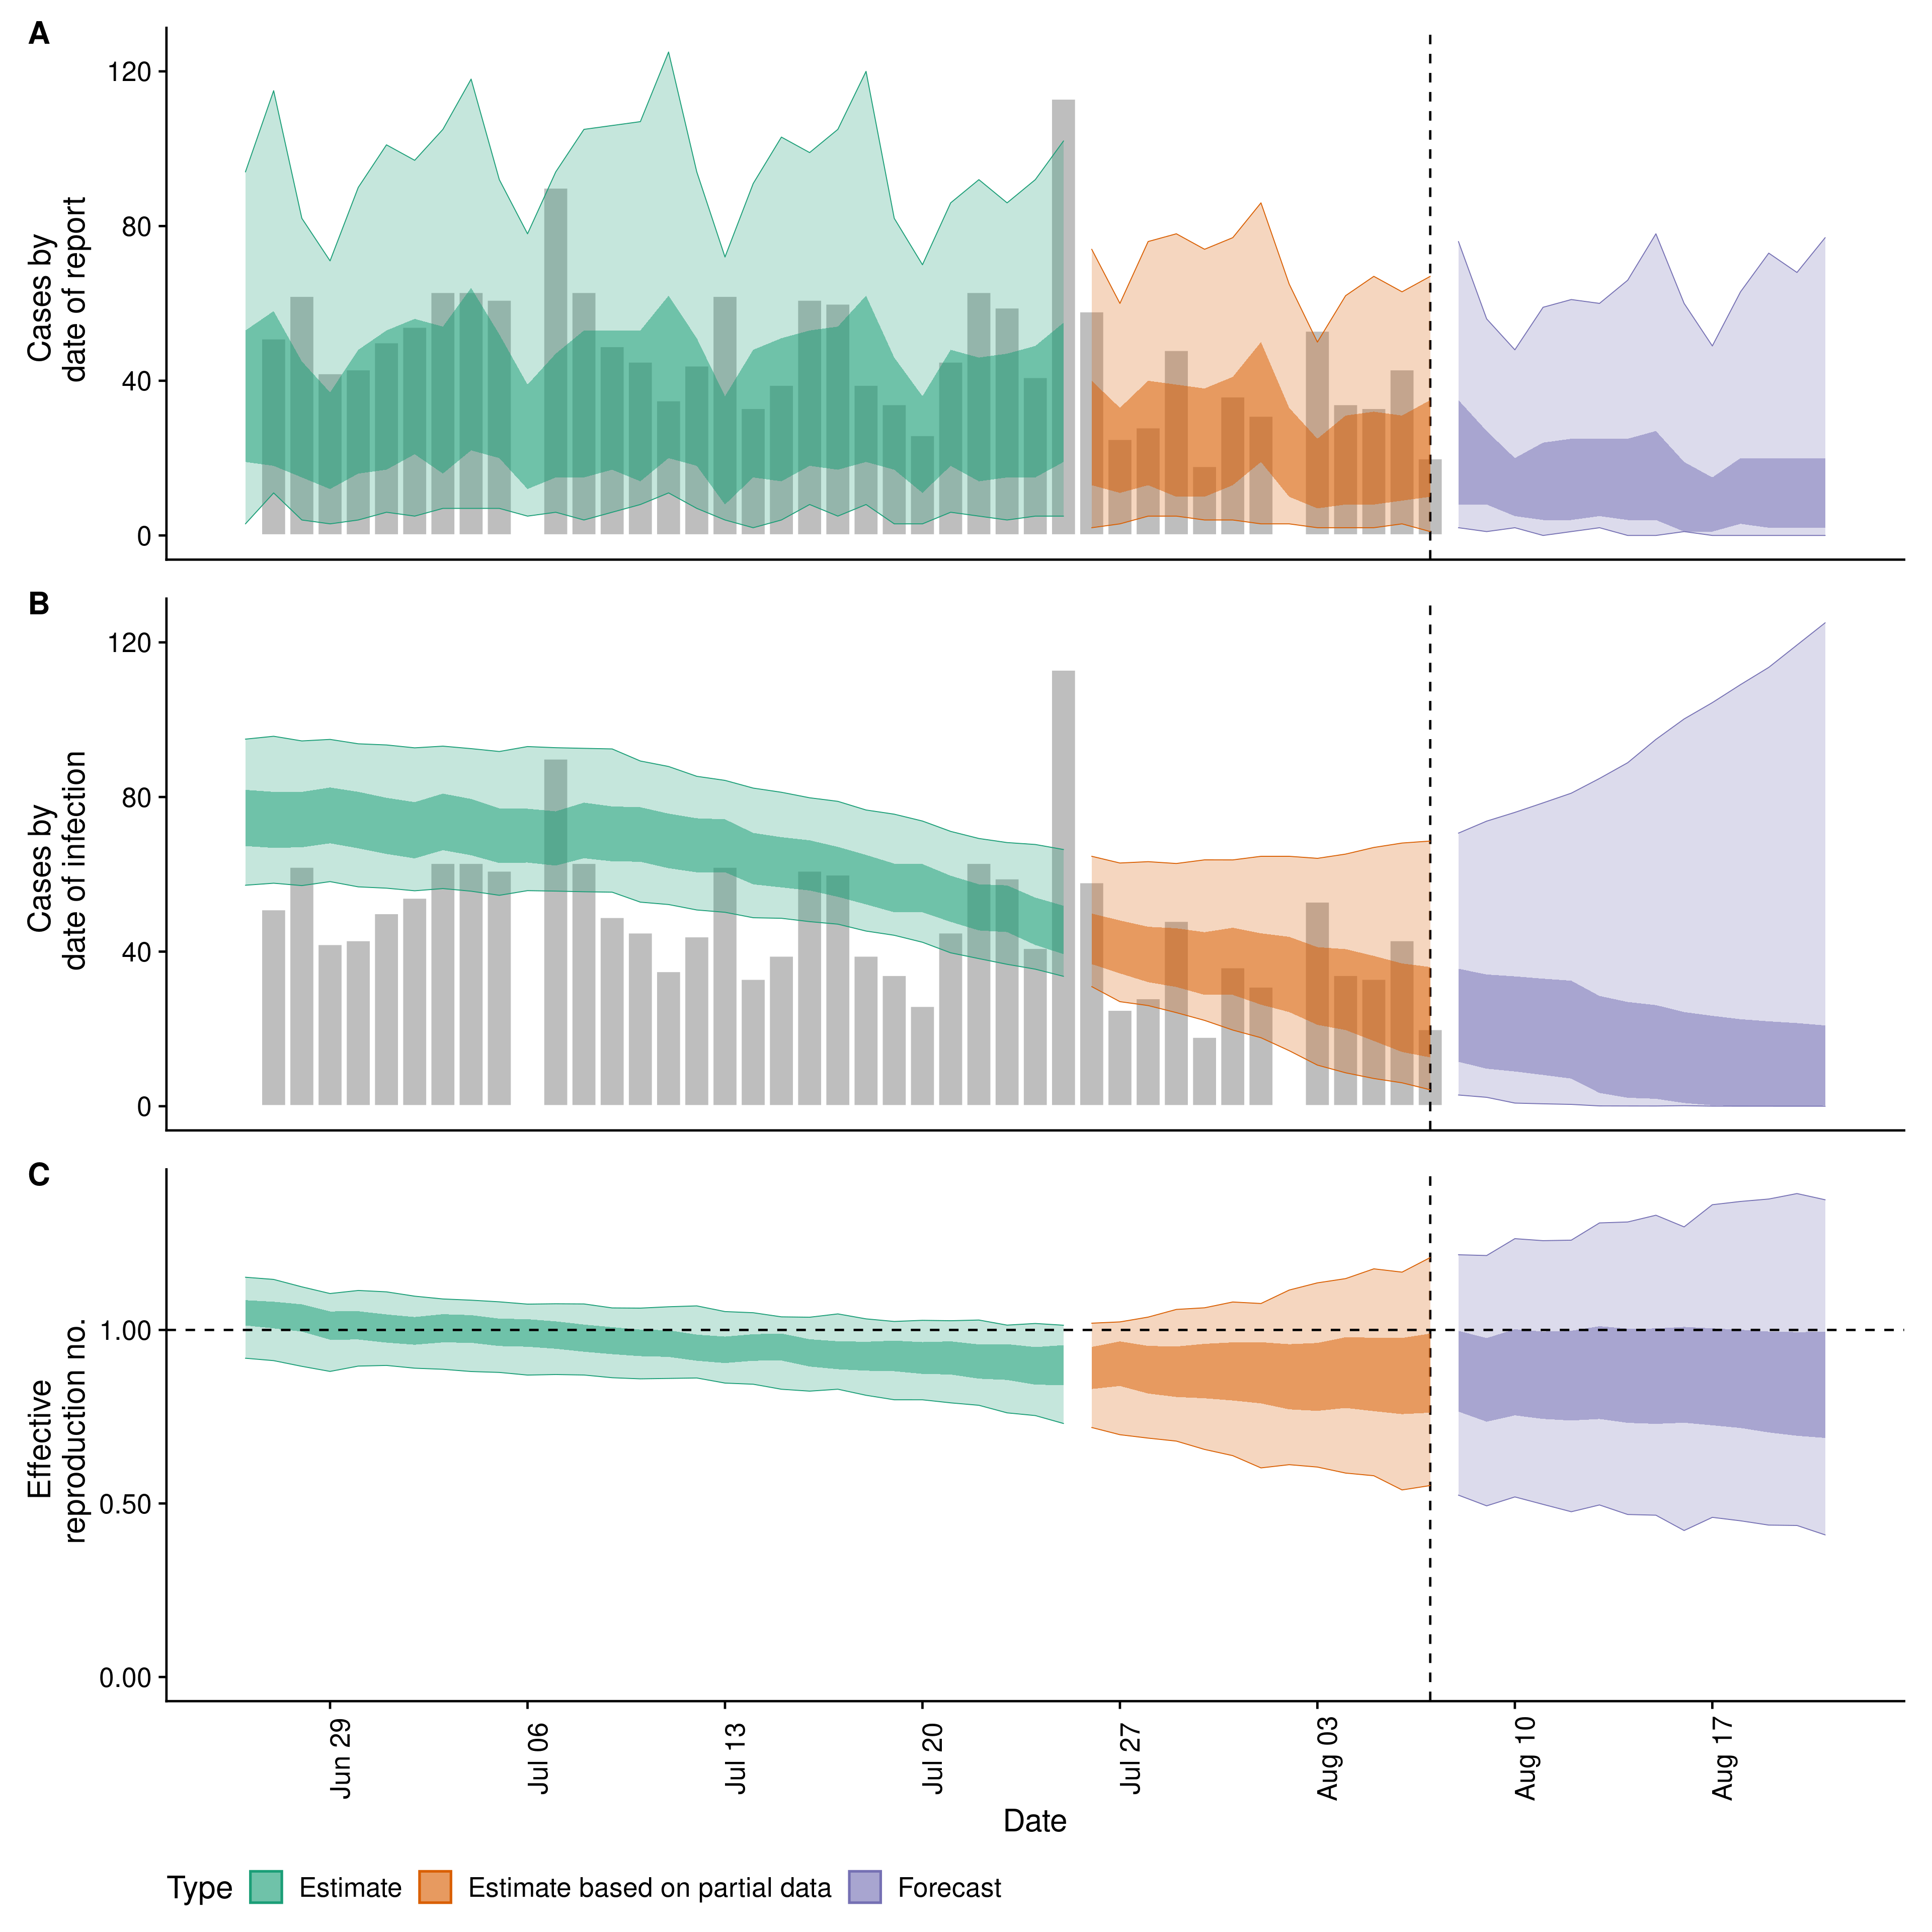 A
Cases by
date of report
120
80
40
0
B
Cases by
date of infection
120
80
40
0
C
Effective
reproduction no.
1.00
0.50
0.00
Jun 29
Jul 06
Jul 13
Jul 20
Jul 27
Aug 03
Aug 10
Aug 17
Date
Type Estimate Estimate based on partial data Forecast